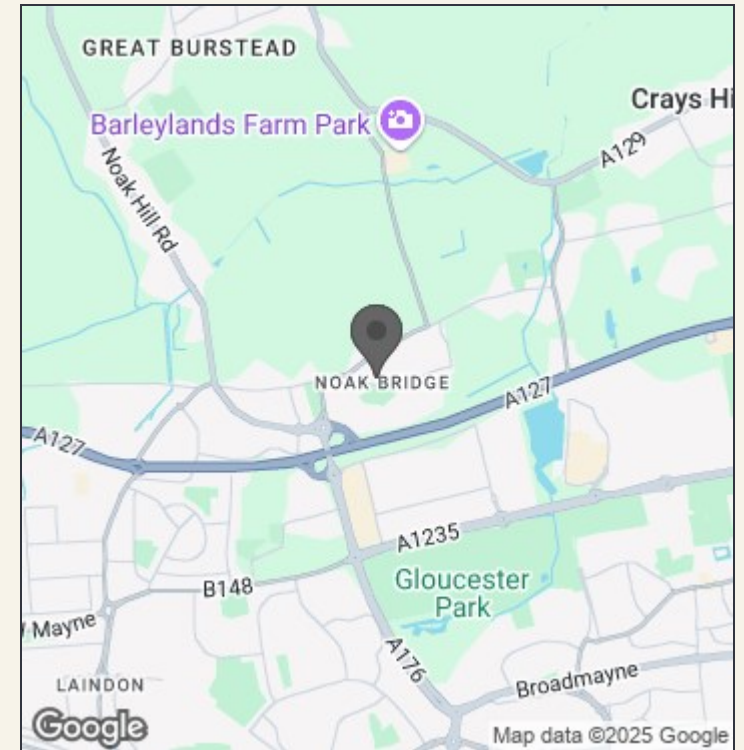 GREAT BURSTEAD
Crays Hi
Barleylands Farm Park
A129
Noak Hill Rd
NOAK BRIDGE
A127
A127
A1235
B148
Gloucester
Park
Mayne
A176
Broadmayne
LAINDON
Google
Map data ©2025 Google